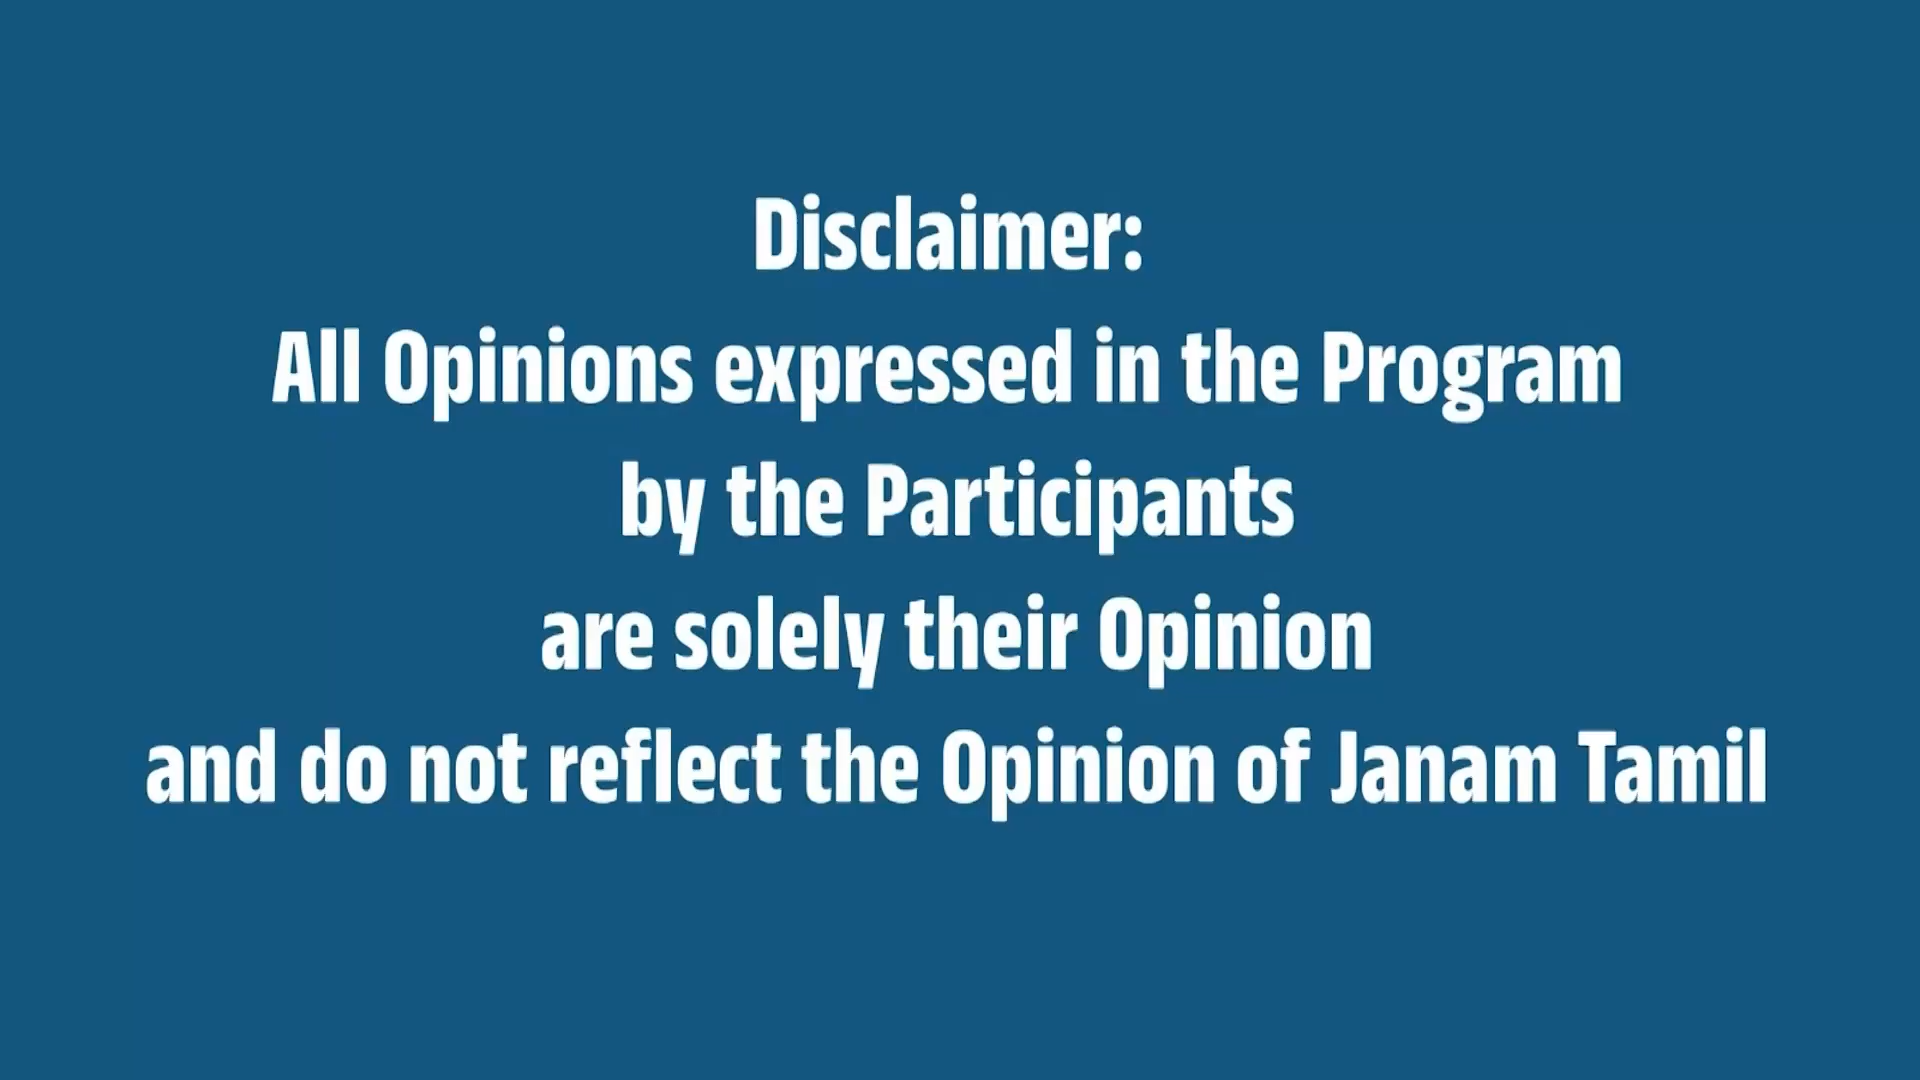 Disclaimer:
All Opinions expressed in the Program
by the Participants
are solely their Opinion
and do not reflect the Opinion of Janam Tamil